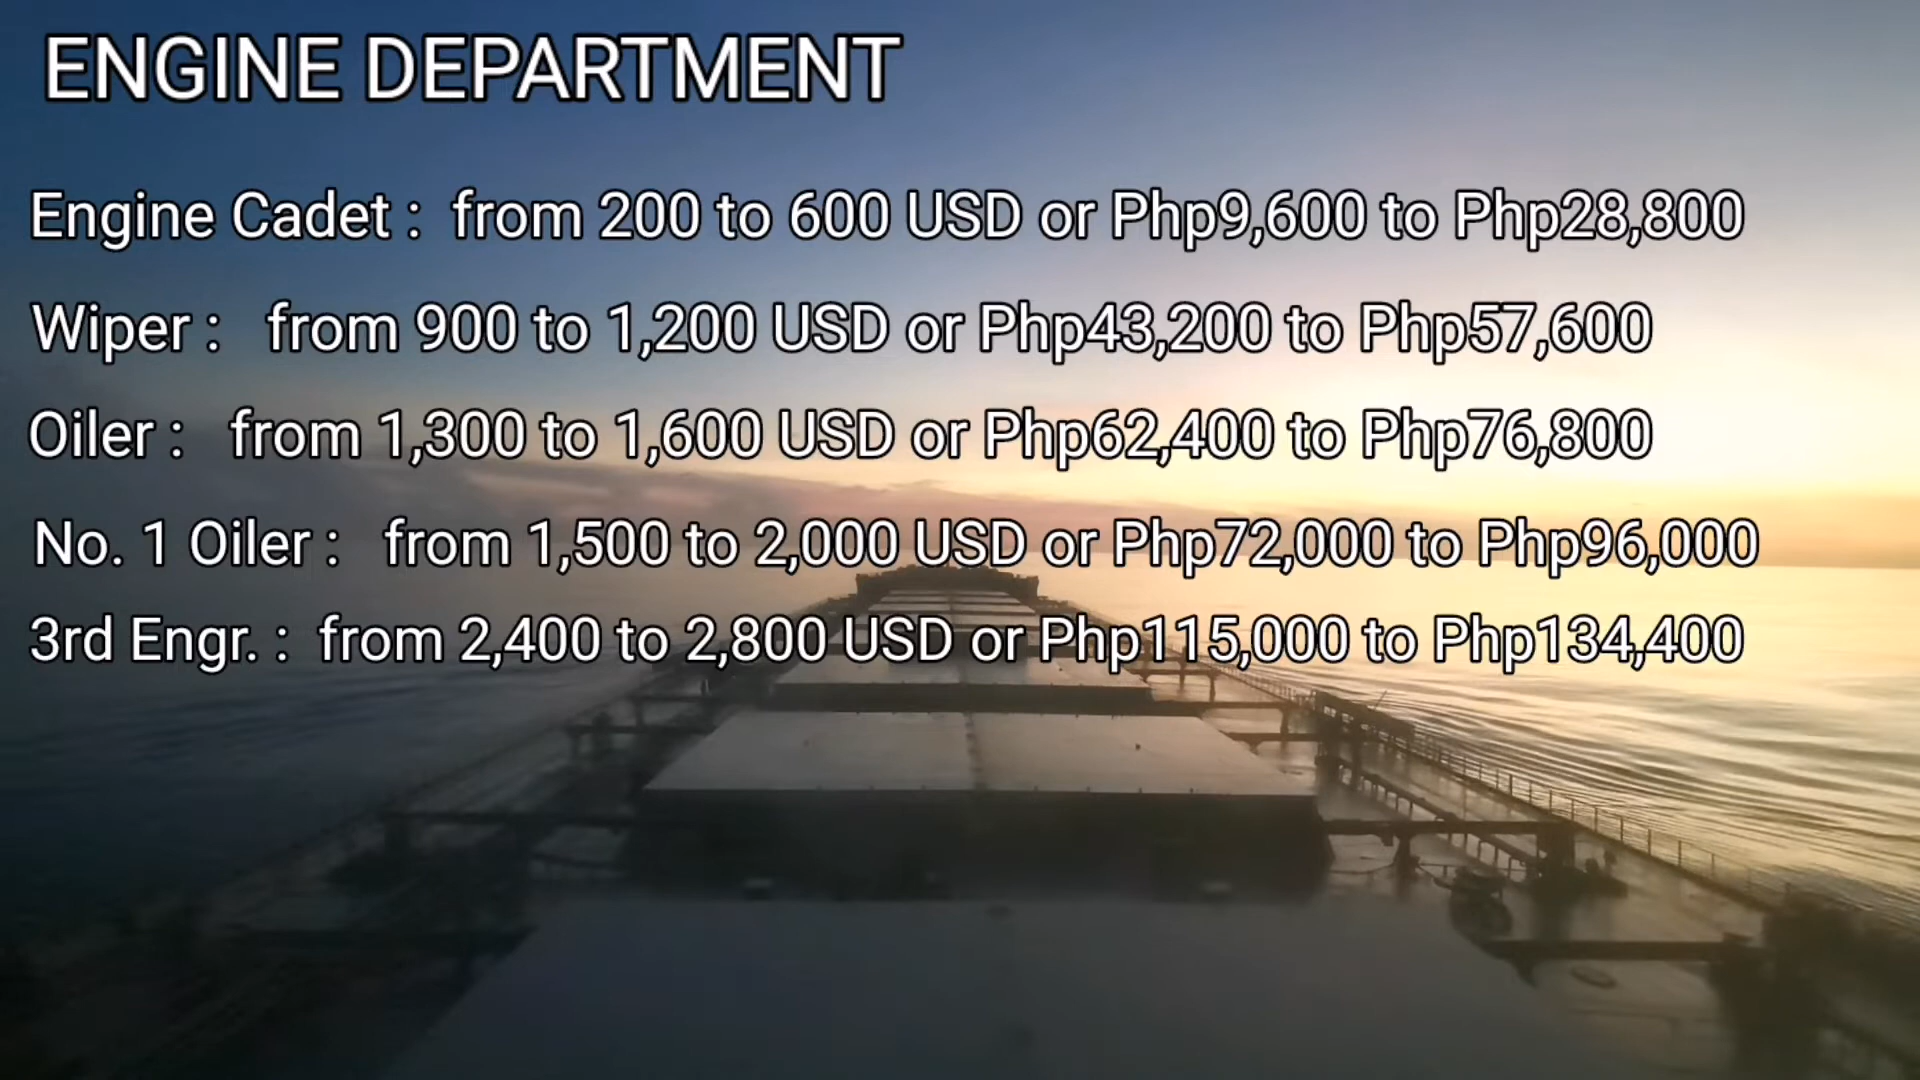 ENGINE DEPARTMENT
Engine Cadet : from 200 to 600 USD or Php9,600 to Php28,800
Wiper : from 900 to 1,200 USD or Php43,200 to Php57,600
Oiler : from 1,300 to 1,600 USD or Php62,400 to Php76,800
No. 1 Oiler : from 1,500 to 2,000 USD or Php72,000 to Php96,000
3rd Engr. : from 2,400 to 2,800 USD or Php115,000 to Php134,400